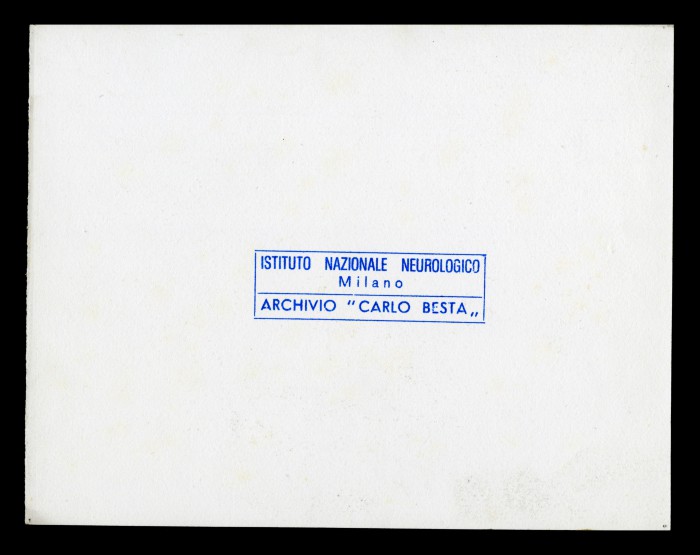 ISTITUTO NAZIONALE NEUROLOGICO
Milano
ARCHIVIO "CARLO BESTA„